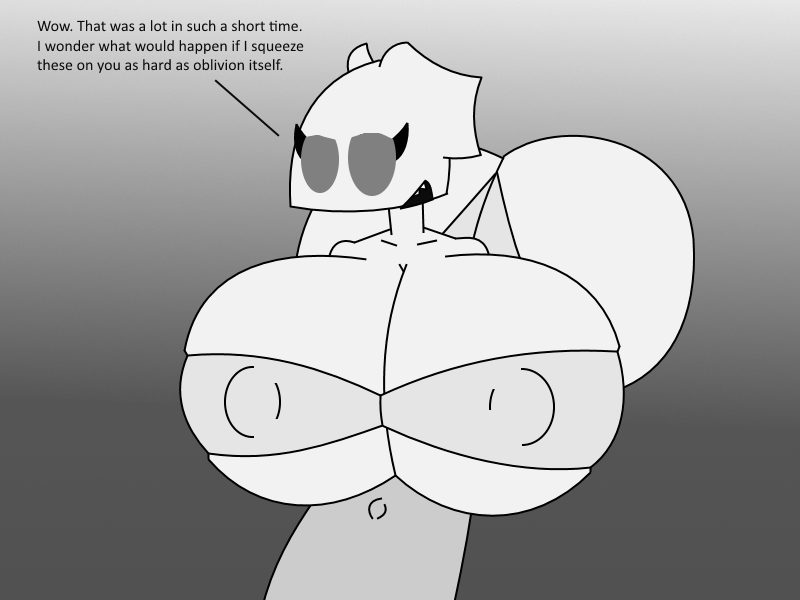 Wow. That was a lot in such a short time.
I wonder what would happen if I squeeze
these on you as hard as oblivion itself.